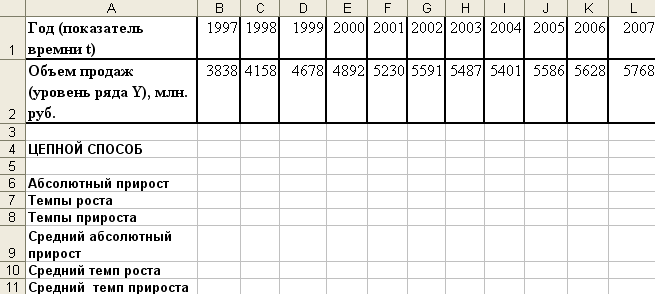 A B C D E F G H I J K L
1 Год (показатель 1997 1998 1999 2000 2001 2002 2003 2004 2005 2006 2007
времни t)
Объем продаж 3838 4158 4678 4892 5230 5591 5487 5401 5586 5628 5768
(уровень ряда Y), млн.
2 руб.
3
4 ЦЕПНОЙ СПОСОБ
5
6 Абсолютный прирост
7 Темпы роста
8 Темпы прироста
Средний абсолютный
9 прирост
10 Средний темп роста
11 Средний темп прироста